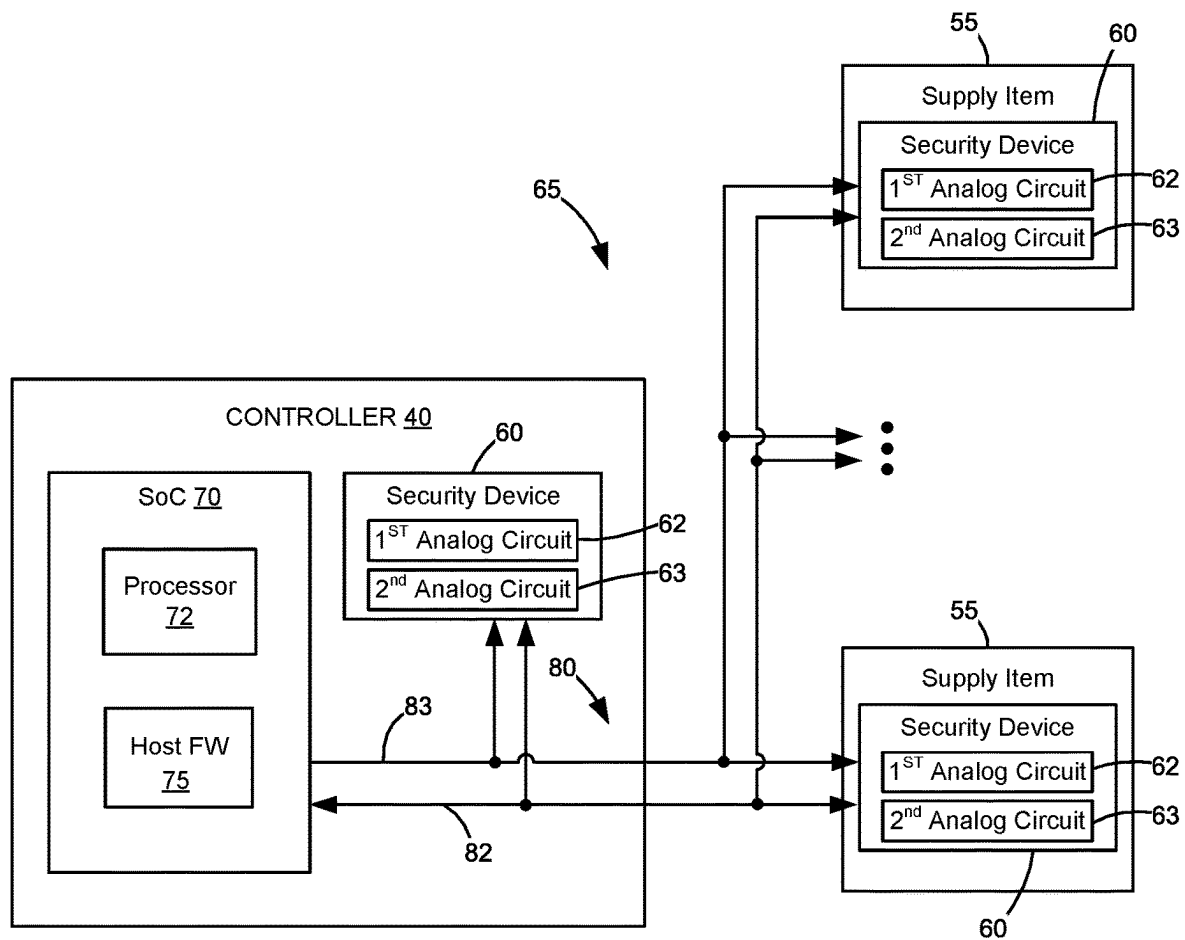 55
60
Supply Item
Security Device
1ST Analog Circuit
62
2nd Analog Circuit
63
65
CONTROLLER 40
60
SoC 70
Security Device
1ST Analog Circuit
62
2nd Analog Circuit
63
Processor
72
80
83
Host FW
75
82
55
Supply Item
Security Device
1ST Analog Circuit
62
2nd Analog Circuit
63
60